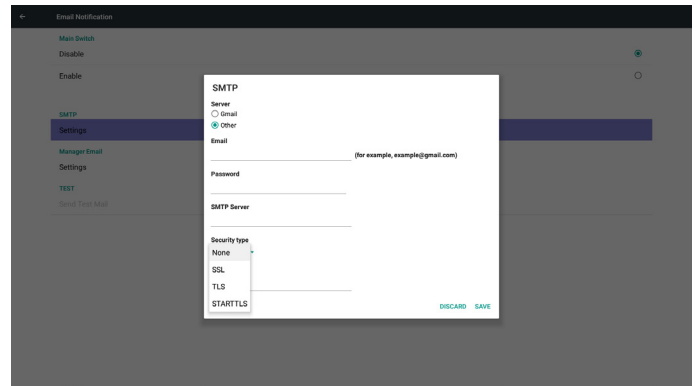 Email Notification
Main Switch
Disable
Enable
SMTP
Settings
Manager Email
Settings
TEST
Send Test Mail
SMTP
Server
Gmail
Other
Email
(for example, example@gmail.com)
Password
SMTP Server
Security type
None
SSL
TLS
STARTTLS
DISCARD SAVE